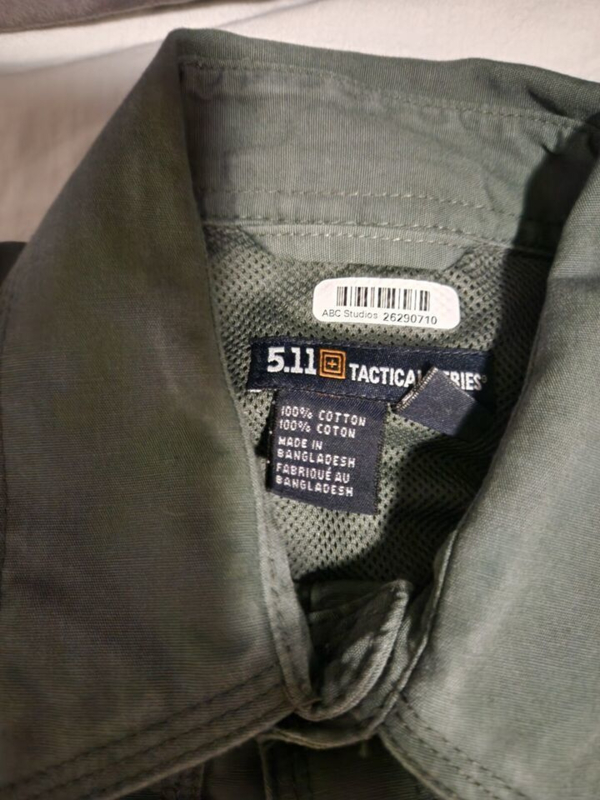 ABC Studios 26290710
5.11 TACTICAL SERIES
100% COTTON
100% COTON
MADE IN
BANGLADESH
FABRIQUÉ AU
BANGLADESH